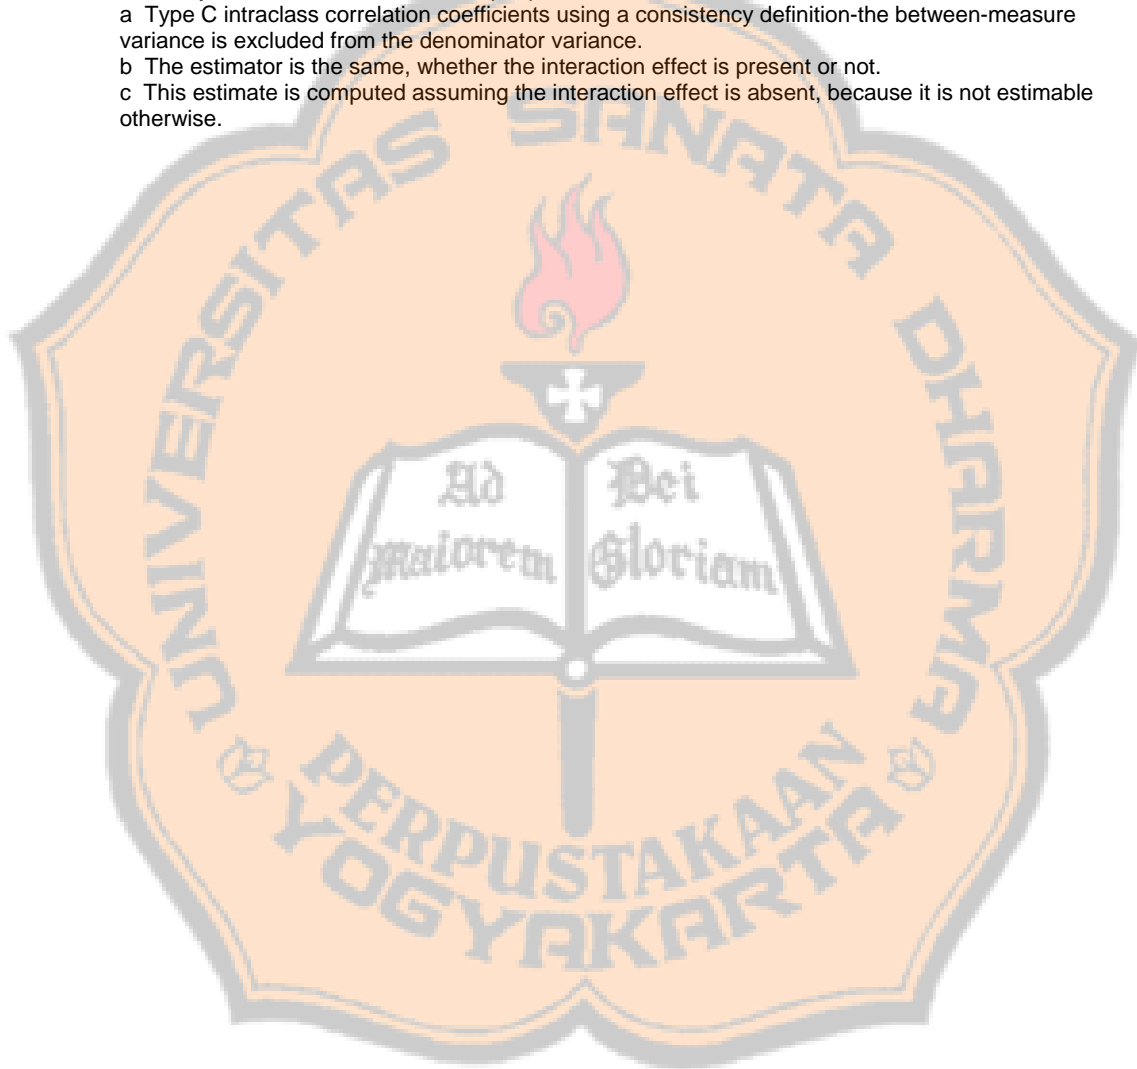 a Type C intraclass correlation coefficients using a consistency definition-the between-measure
variance is excluded from the denominator variance.
b The estimator is the same, whether the interaction effect is present or not.
c This estimate is computed assuming the interaction effect is absent, because it is not estimable
otherwise.
UNIVERSITAS SANATA DHARMA
Ad Dei
Maiorem Gloriam
PERPUSTAKAAN
YOGYAKARTA